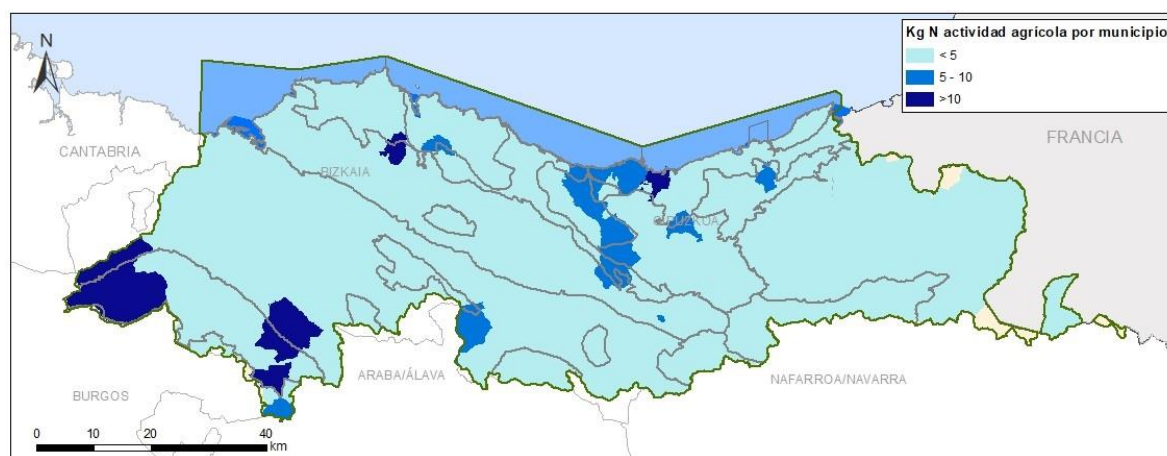 N
Kg N actividad agrícola por municipio
< 5
5 - 10
>10
FRANCIA
CANTABRIA
BIZKAIA
GIPUZKOA
ARABA/ÁLAVA
NAFARROA/NAVARRA
BURGOS
0 10 20 40
km